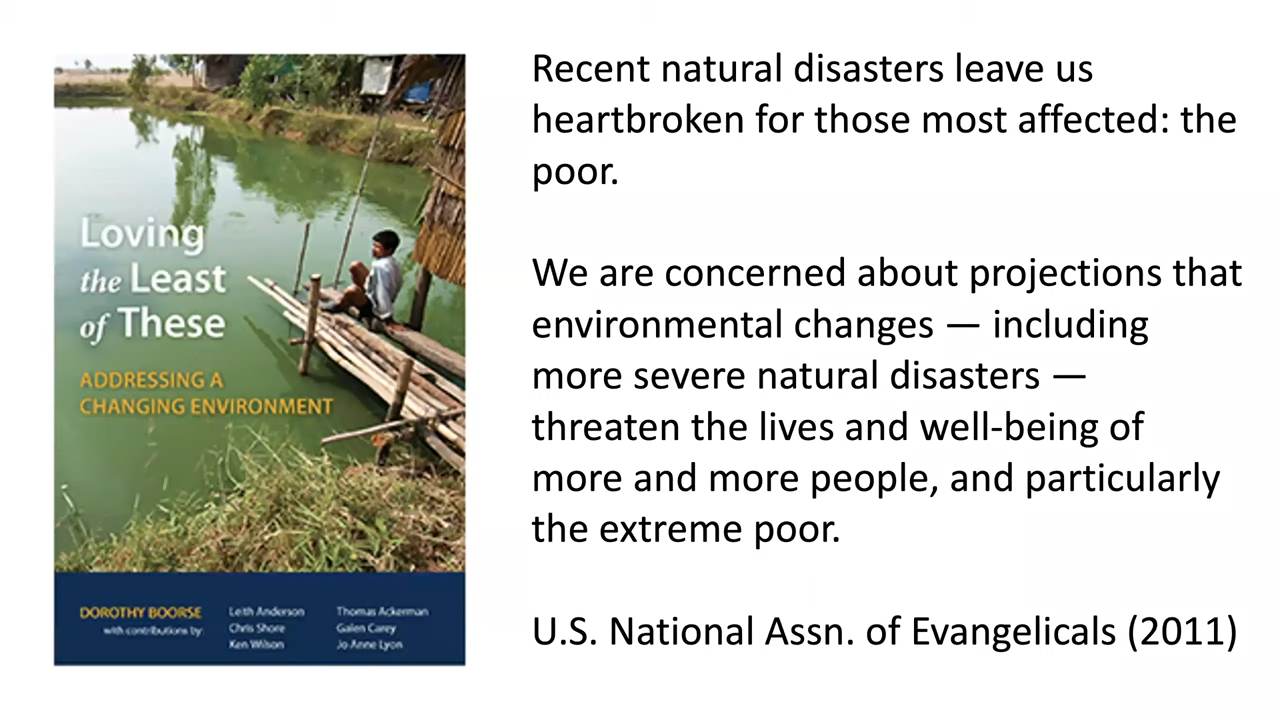 Loving
the Least
of These
ADDRESSING A
CHANGING ENVIRONMENT
DOROTHY BOORSE
with contributions by:
Leith Anderson
Chris Shore
Ken Wilson
Thomas Ackerman
Galen Carey
Jo Anne Lyon
Recent natural disasters leave us
heartbroken for those most affected: the
poor.
We are concerned about projections that
environmental changes — including
more severe natural disasters —
threaten the lives and well-being of
more and more people, and particularly
the extreme poor.
U.S. National Assn. of Evangelicals (2011)